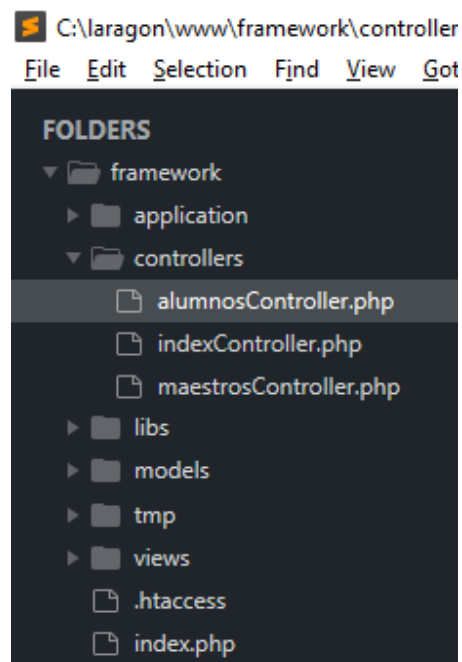 C:\laragon\www\framework\controller
File Edit Selection Find View Got
FOLDERS
framework
application
controllers
alumnosController.php
indexController.php
maestrosController.php
libs
models
tmp
views
.htaccess
index.php